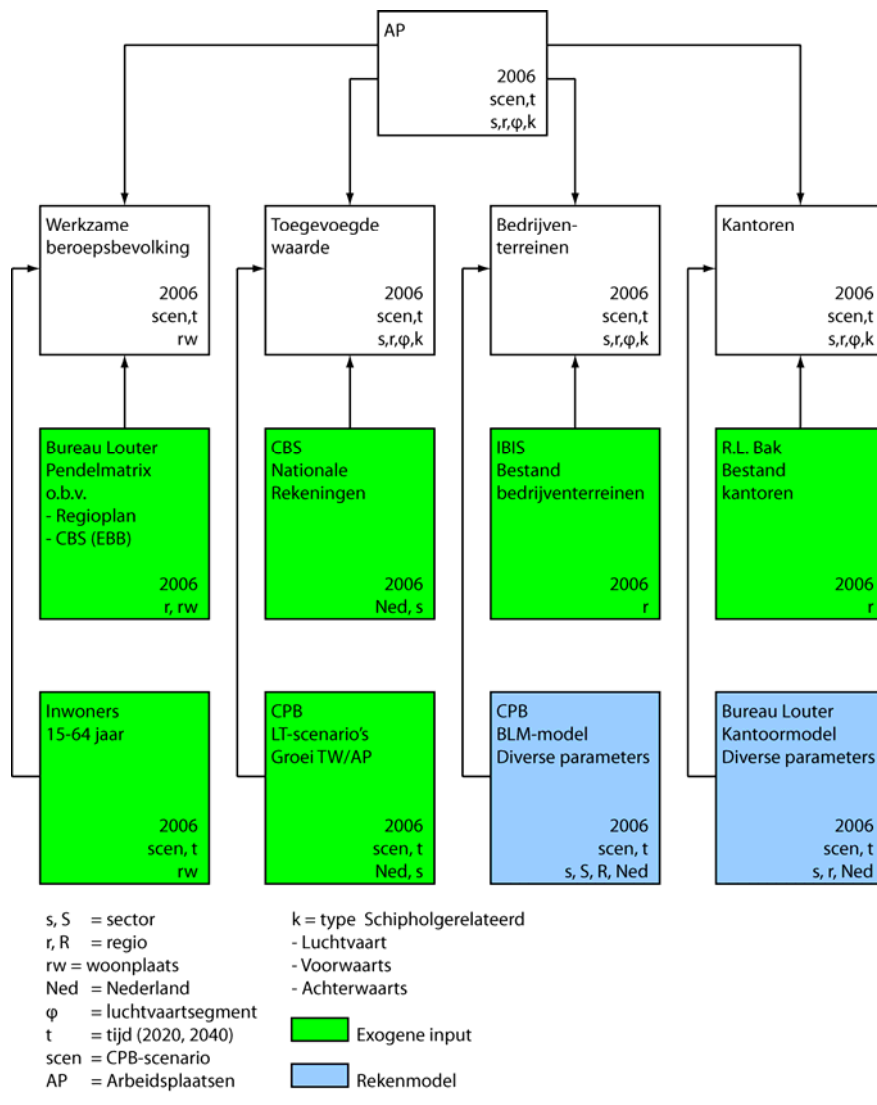 AP
2006
scen,t
s,r,φ,k
Werkzame
beroepsbevolking
2006
scen,t
rw
Toegevoegde
waarde
2006
scen,t
s,r,φ,k
Bedrijven-
terreinen
2006
scen,t
s,r,φ,k
Kantoren
2006
scen,t
s,r,φ,k
Bureau Louter
Pendelmatrix
o.b.v.
- Regioplan
- CBS (EBB)
2006
r, rw
CBS
Nationale
Rekeningen
2006
Ned, s
IBIS
Bestand
bedrijventerreinen
2006
r
R.L. Bak
Bestand
kantoren
2006
r
Inwoners
15-64 jaar
2006
scen, t
rw
CPB
LT-scenario's
Groei TW/AP
2006
scen, t
Ned, s
CPB
BLM-model
Diverse parameters
2006
scen, t
s, S, R, Ned
Bureau Louter
Kantoormodel
Diverse parameters
2006
scen, t
s, r, Ned
s, S = sector
r, R = regio
rw = woonplaats
Ned = Nederland
φ = luchtvaartsegment
t = tijd (2020, 2040)
scen = CPB-scenario
AP = Arbeidsplaatsen
k = type Schipholgerelateerd
- Luchtvaart
- Voorwaarts
- Achterwaarts
Exogene input
Rekenmodel